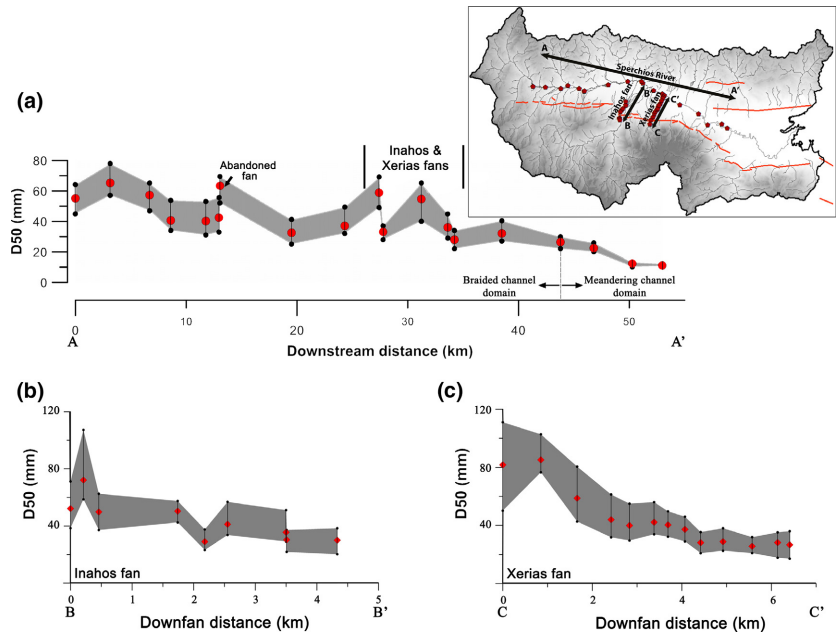 (a)
A
Sperchios River
A'
Inahos fan
Xerias fan
B'
C'
B
C
Inahos &
Xerias fans
Abandoned
fan
D50 (mm)
80
60
40
20
0
Braided channel
domain
Meandering channel
domain
0
10
20
30
40
50
A
A'
Downstream distance (km)
(b)
D50 (mm)
120
80
40
Inahos fan
0
1
2
3
4
5
B
B'
Downfan distance (km)
(c)
D50 (mm)
120
80
40
Xerias fan
0
2
4
6
C
C'
Downfan distance (km)